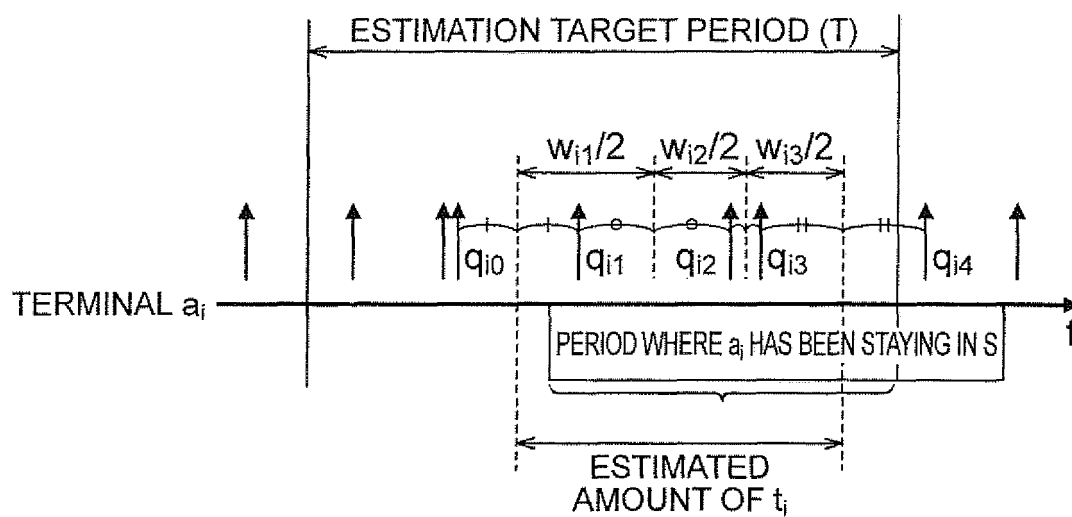 ESTIMATION TARGET PERIOD (T)
wi1/2 wi2/2 wi3/2
qi0 qi1 qi2 qi3 qi4
TERMINAL ai
t
PERIOD WHERE ai HAS BEEN STAYING IN S
ESTIMATED
AMOUNT OF ti